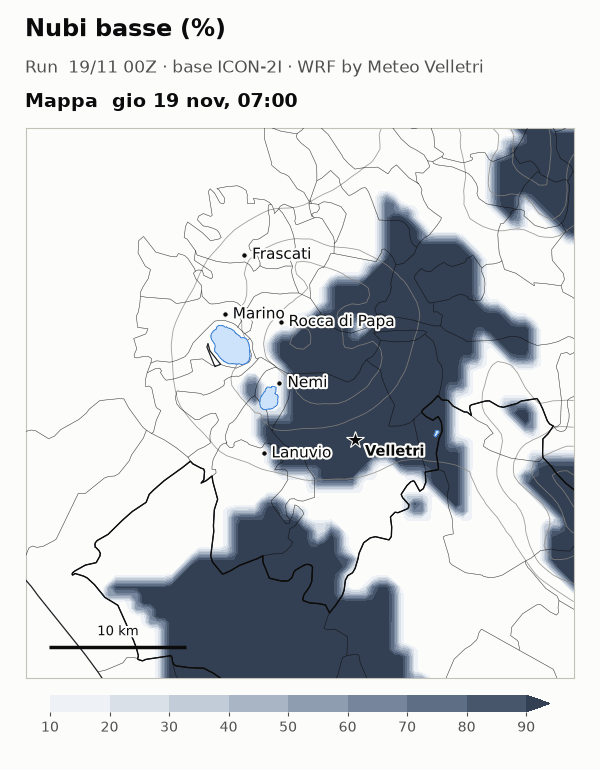 Nubi basse (%)
Run  19/11 00Z · base ICON-2I · WRF by Meteo Velletri
Mappa  gio 19 nov, 07:00
Frascati
Marino
Rocca di Papa
Nemi
Velletri
Lanuvio
10 km
10 20 30 40 50 60 70 80 90